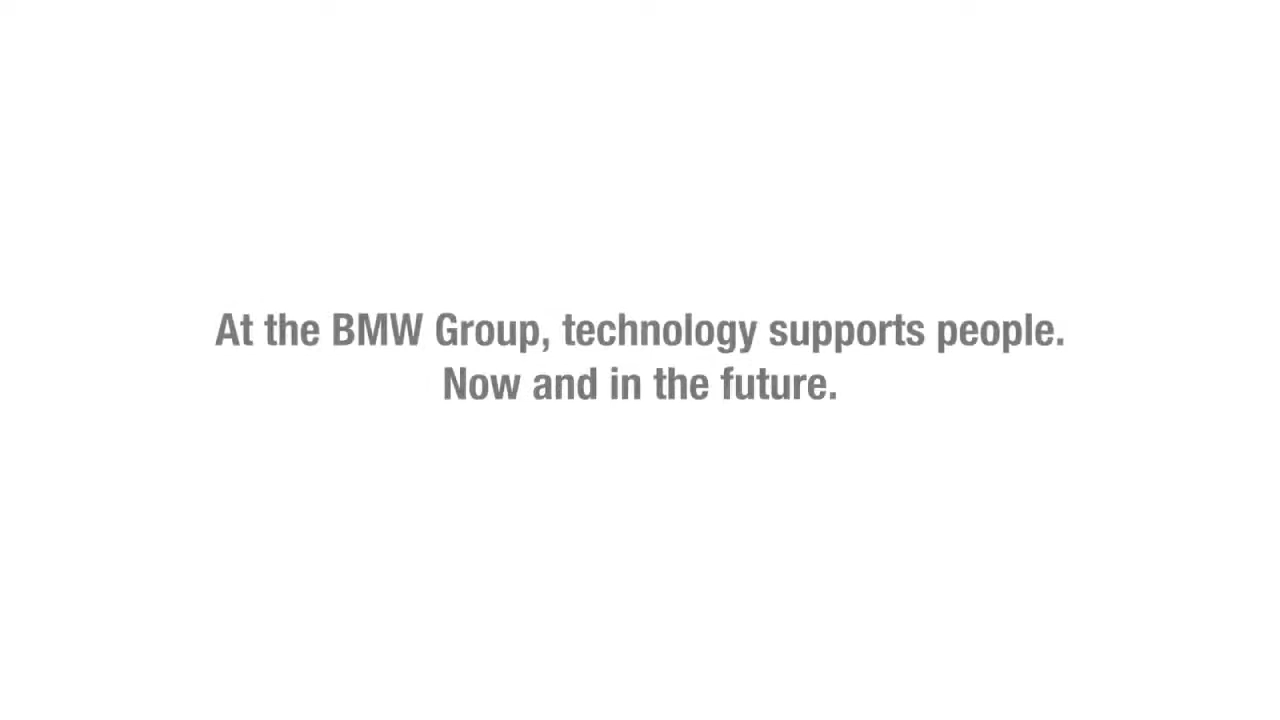 At the BMW Group, technology supports people.
Now and in the future.